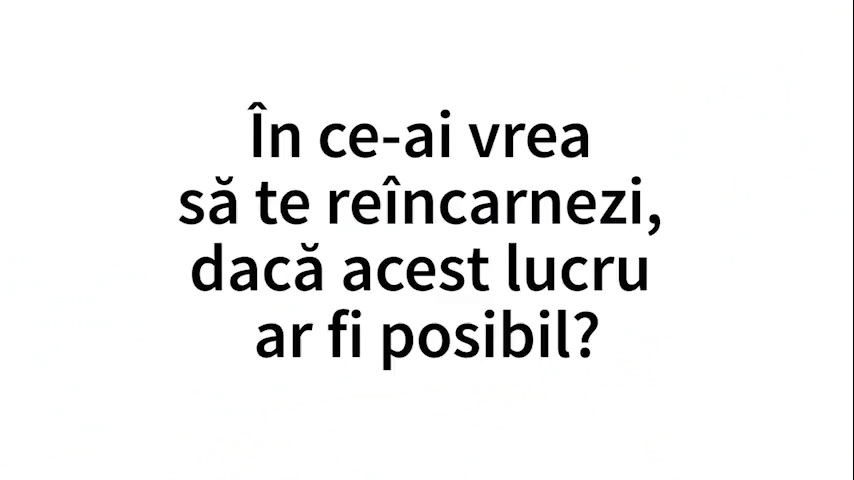 În ce-ai vrea
să te reîncarnezi,
dacă acest lucru
ar fi posibil?